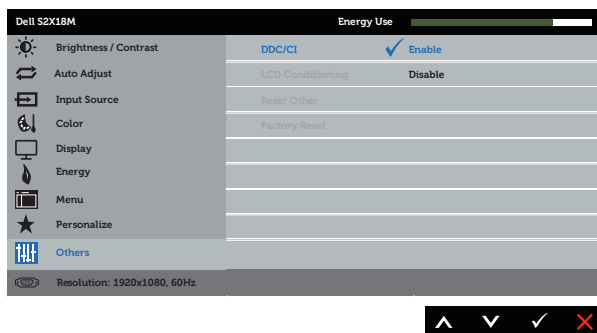 Dell S2X18M
Energy Use
Brightness / Contrast
DDC/CI
Enable
Auto Adjust
LCD Conditioning
Disable
Input Source
Reset Other
Color
Factory Reset
Display
Energy
Menu
Personalize
Others
Resolution: 1920x1080, 60Hz